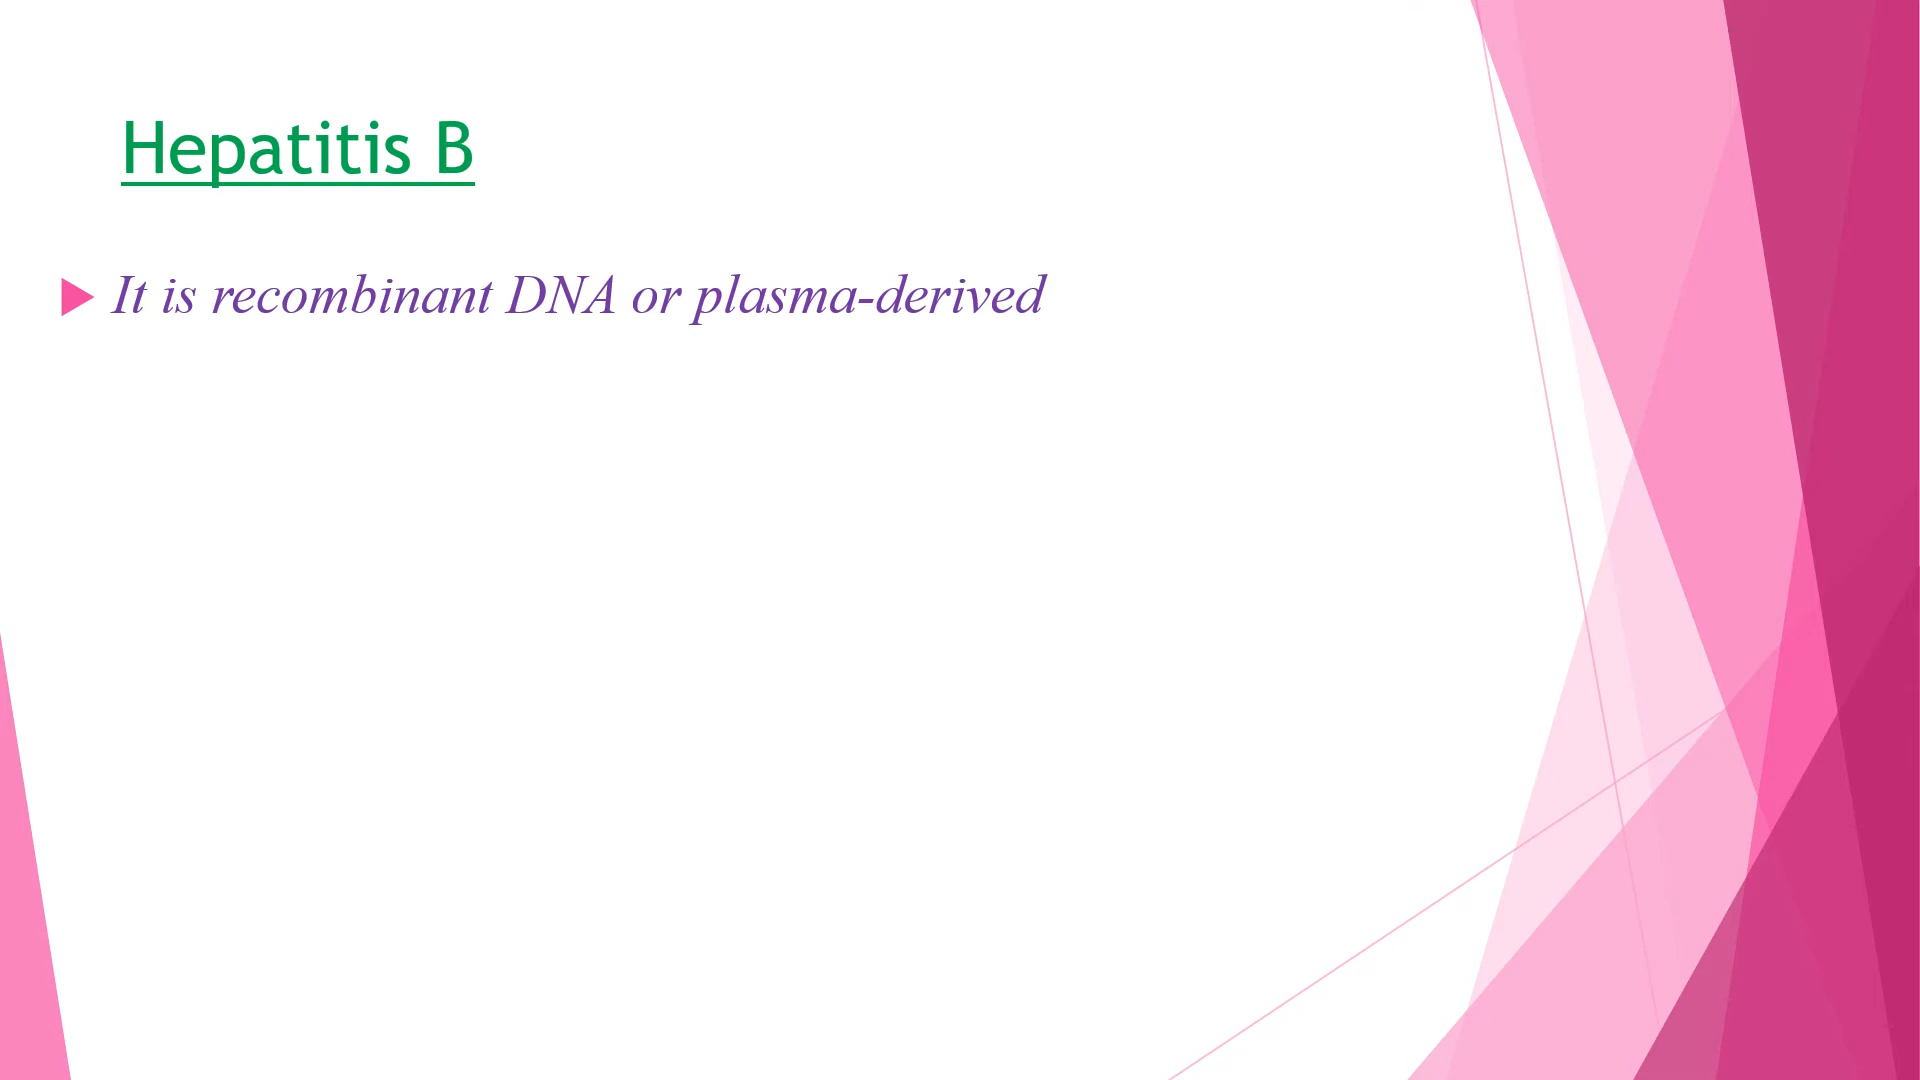 Hepatitis B
It is recombinant DNA or plasma-derived